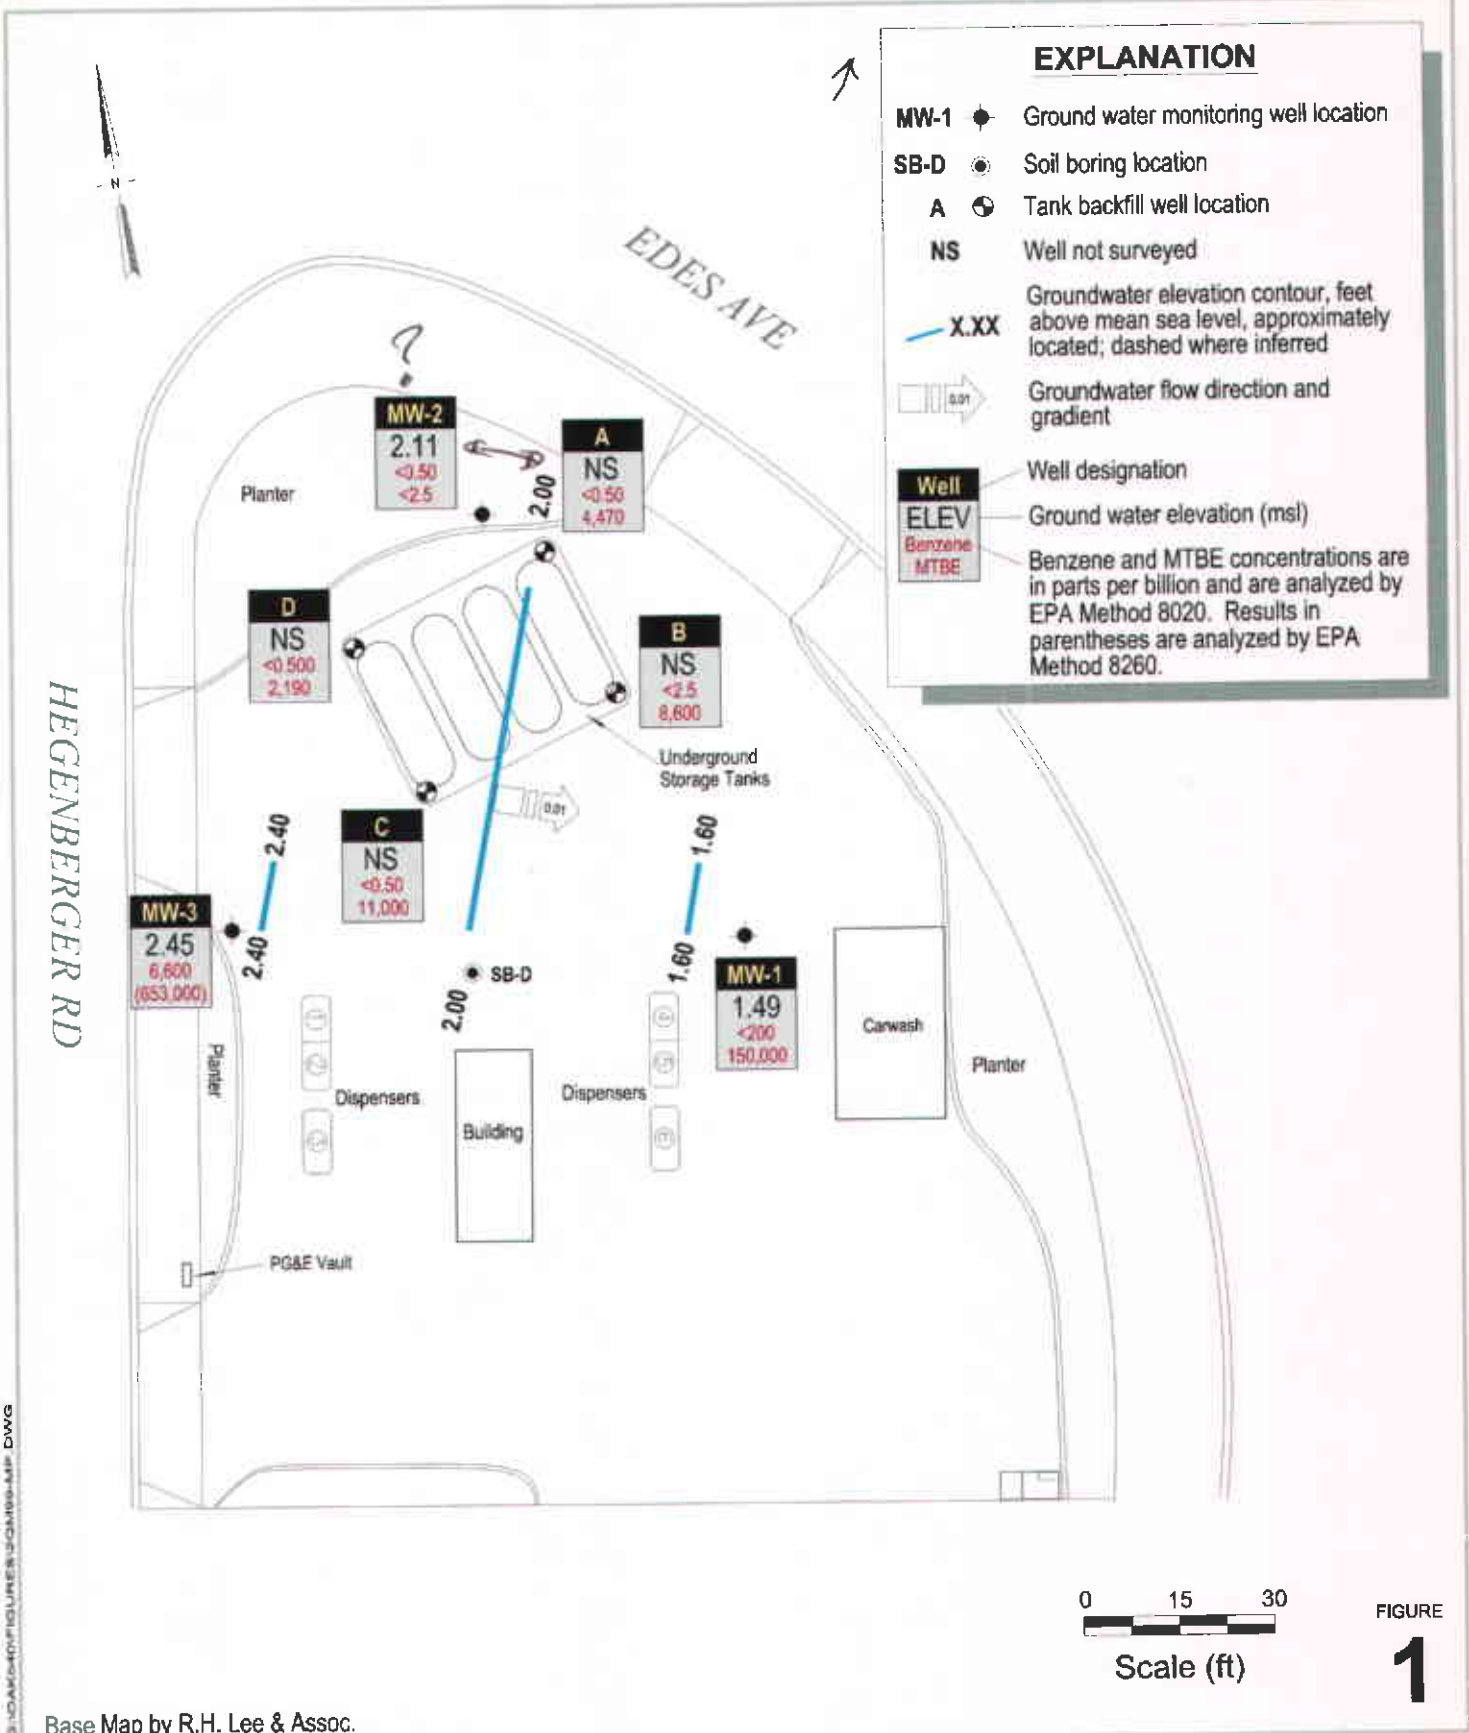 EXPLANATION
MW-1 Ground water monitoring well location
SB-D Soil boring location
A Tank backfill well location
NS Well not surveyed
X.XX Groundwater elevation contour, feet
above mean sea level, approximately
located; dashed where inferred
0.01 Groundwater flow direction and
gradient
Well
ELEV
Benzene
MTBE
Well designation
Ground water elevation (msl)
Benzene and MTBE concentrations are
in parts per billion and are analyzed by
EPA Method 8020. Results in
parentheses are analyzed by EPA
Method 8260.
N
EDES AVE
?
MW-2
2.11
<0.50
<2.5
A
NS
<0.50
4,470
2.00
Planter
D
NS
<0.500
2,190
B
NS
<2.5
8,600
Underground
Storage Tanks
0.01
HEGENBERGER RD
C
NS
<0.50
11,000
2.40
2.40
1.60
1.60
MW-3
2.45
6,600
(653,000)
SB-D
2.00
MW-1
1.49
<200
150,000
Carwash
Planter
Planter
1
2
3
Dispensers
Building
Dispensers
4
5
6
PG&E Vault
0 15 30
Scale (ft)
FIGURE
1
Base Map by R.H. Lee & Assoc.